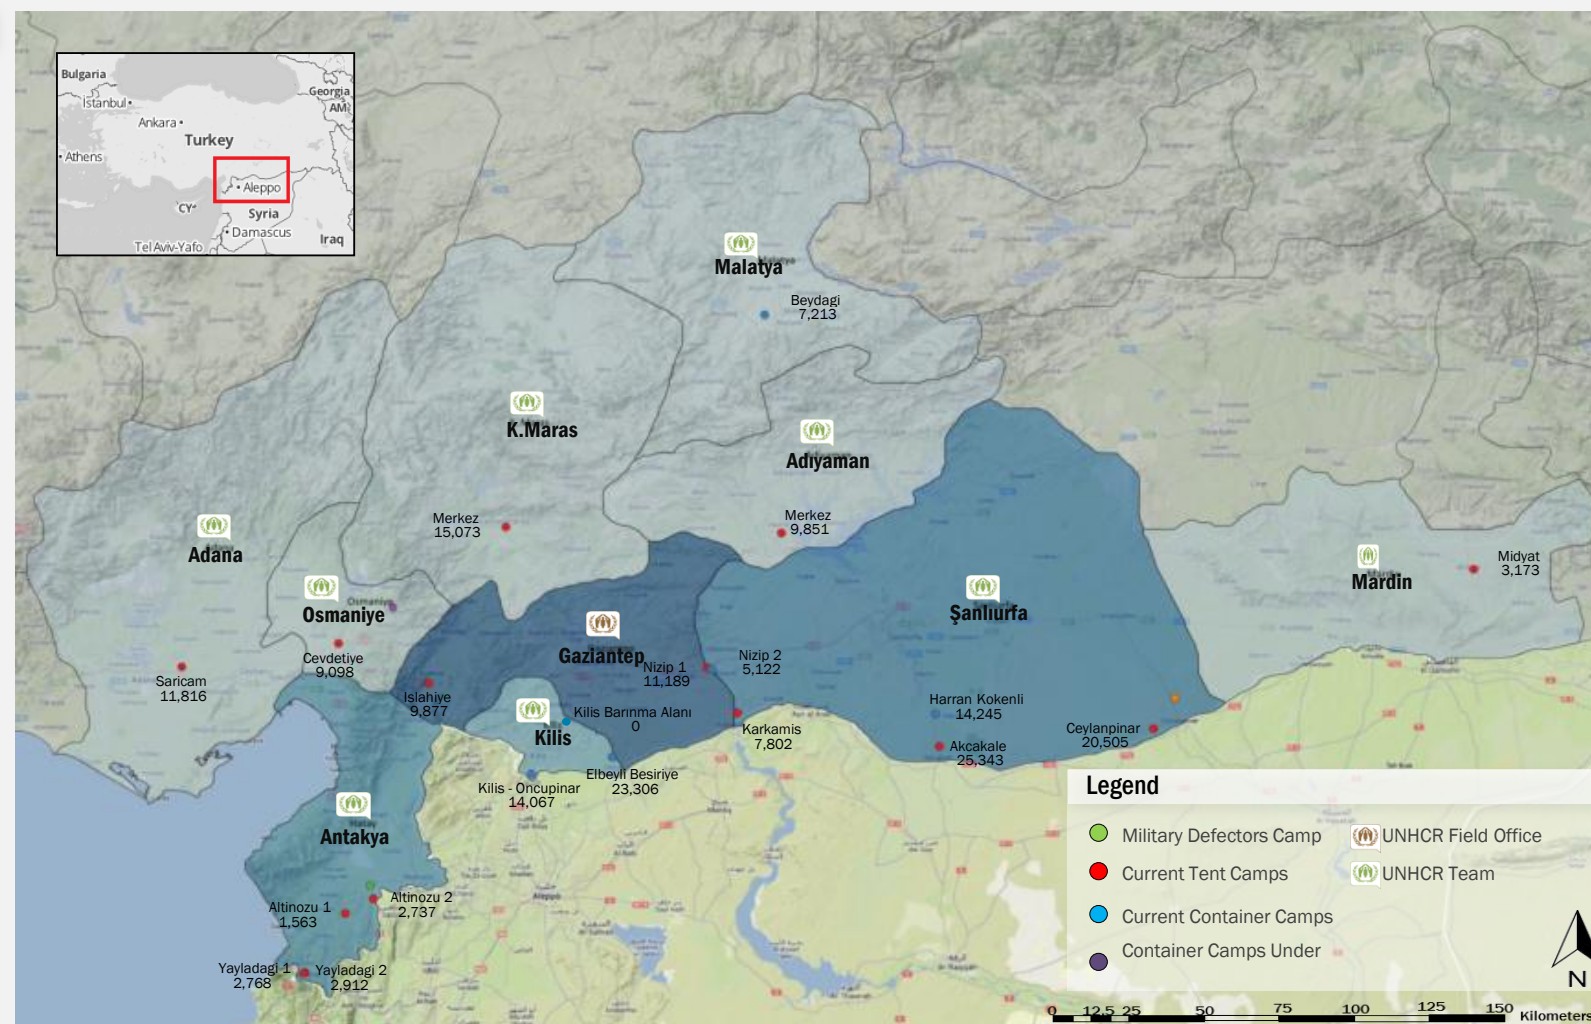 Bulgaria
Georgia
Istanbul
AM
Ankara
Turkey
Athens
Aleppo
CY
Syria
Damascus
Tel Aviv-Yafo
Iraq
Malatya
Beydagi
7,213
K.Maras
Adıyaman
Merkez
15,073
Merkez
9,851
Adana
Osmaniye
Osmaniye
Cevdetiye
9,098
Saricam
11,816
Şanlıurfa
Mardin
Midyat
3,173
Gaziantep
Nizip 1
11,189
Nizip 2
5,122
Islahiye
9,877
Kilis Barınma Alanı
0
Kilis
Karkamis
7,802
Harran Kokenli
14,245
Akcakale
25,343
Ceylanpinar
20,505
Elbeyli Besiriye
23,306
Kilis - Oncupinar
14,067
Antakya
Altinozu 1
1,563
Altinozu 2
2,737
Yayladagi 1
2,768
Yayladagi 2
2,912
Legend
Military Defectors Camp
UNHCR Field Office
Current Tent Camps
UNHCR Team
Current Container Camps
Container Camps Under
N
0 12,5 25 50 75 100 125 150 Kilometers